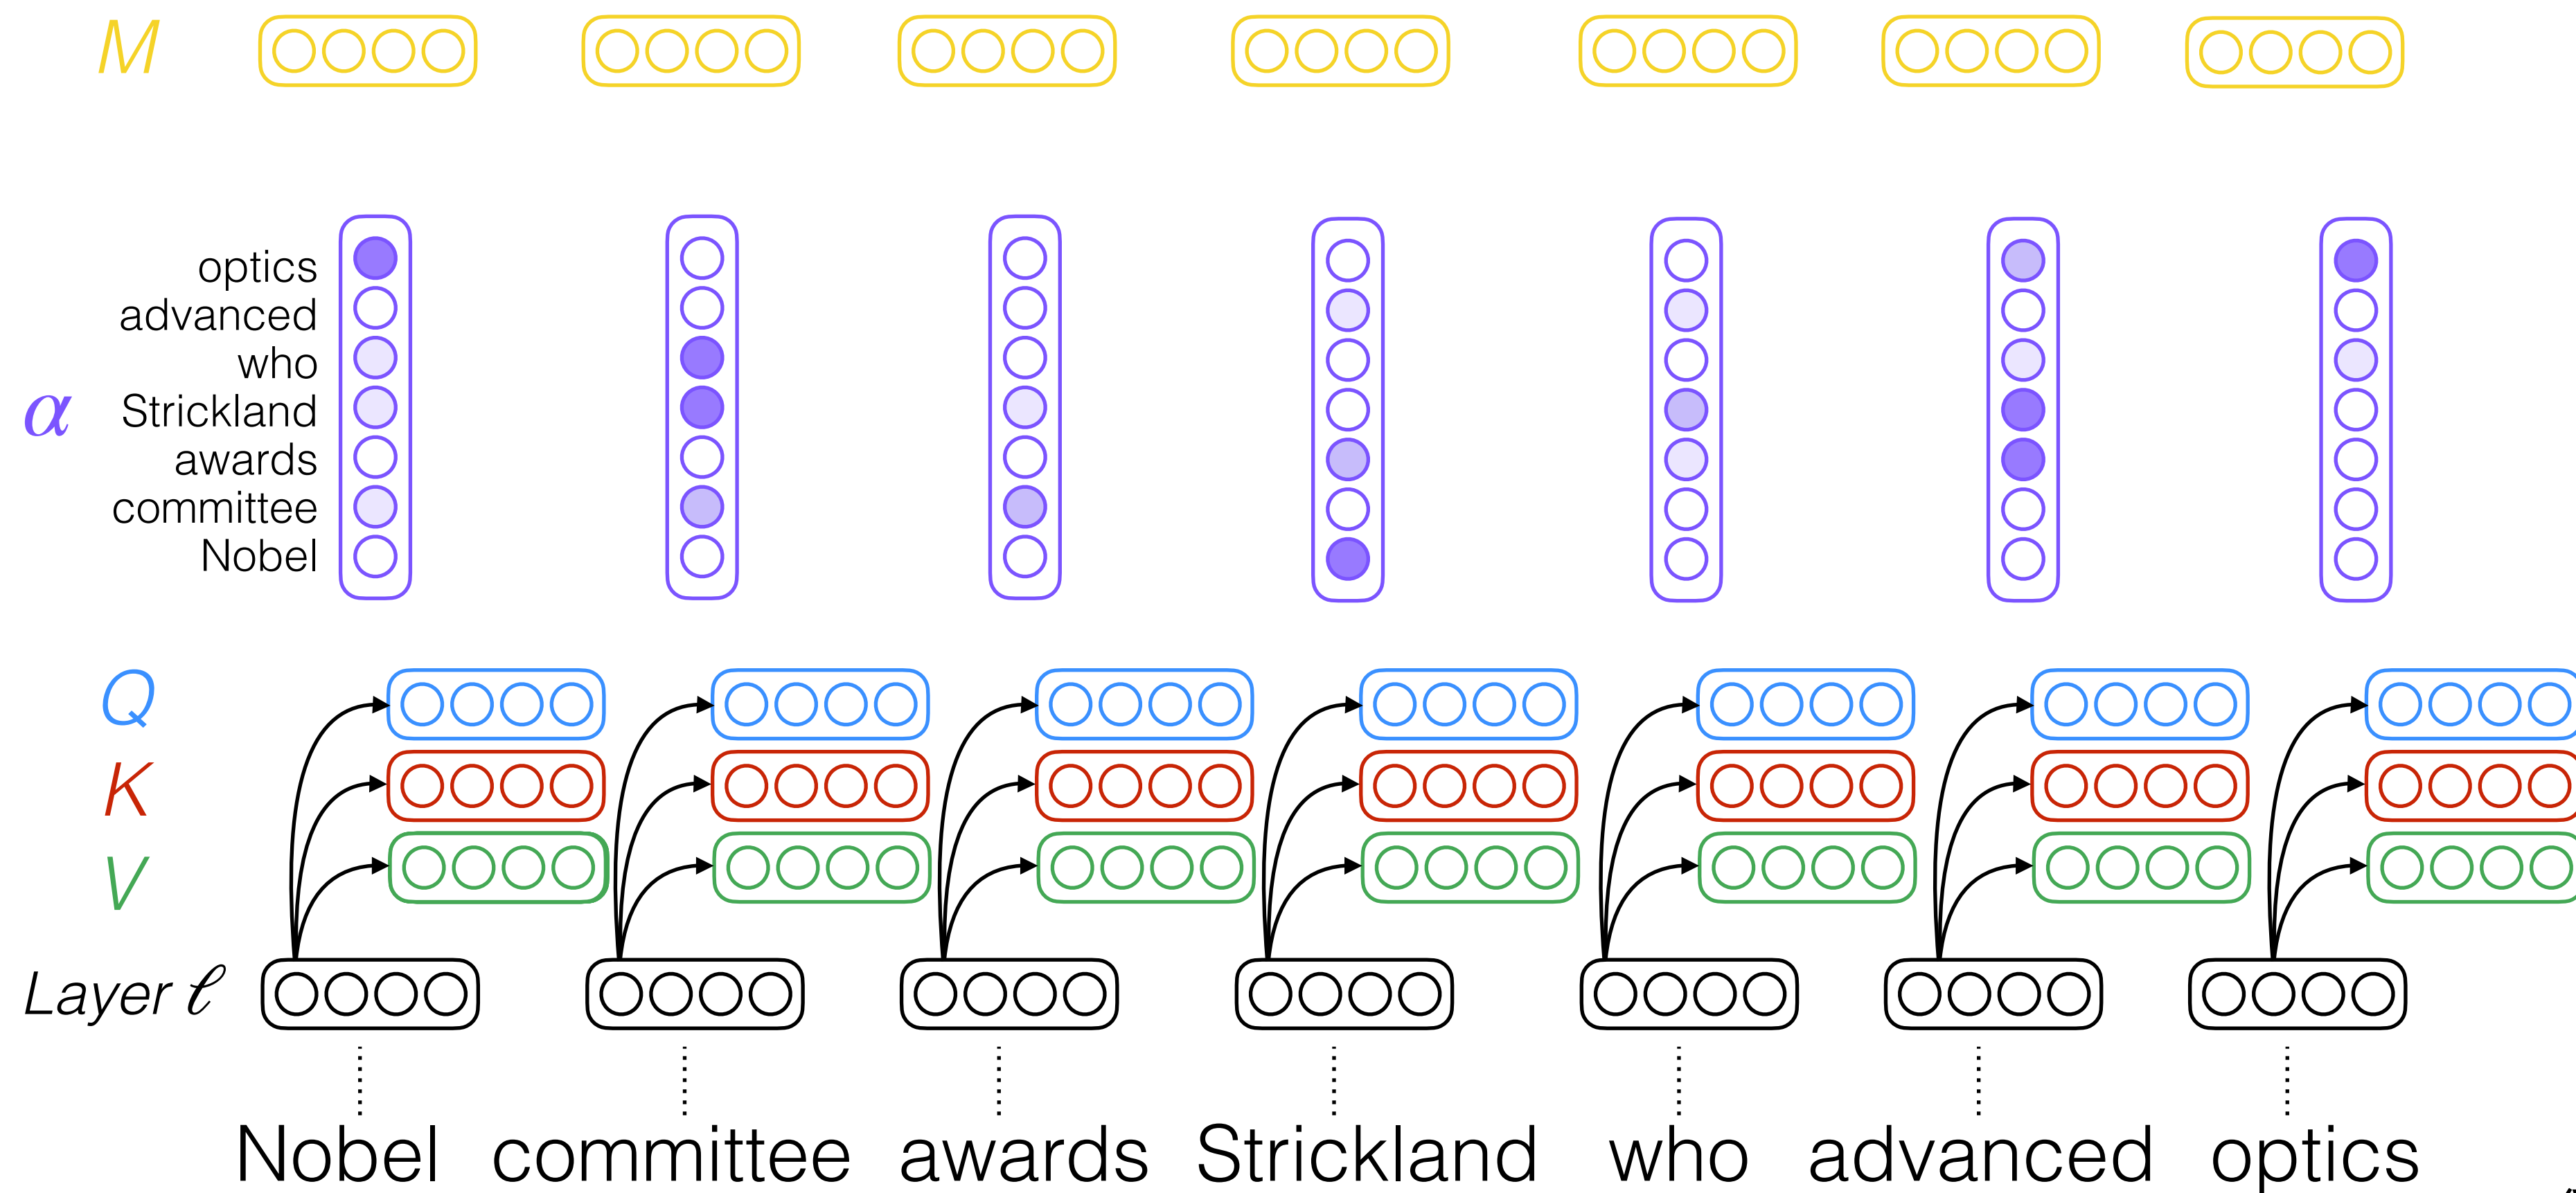 M
optics
advanced
who
Strickland
awards
committee
Nobel
α
Q
K
V
Layer ℓ
Nobel committee awards Strickland who advanced optics